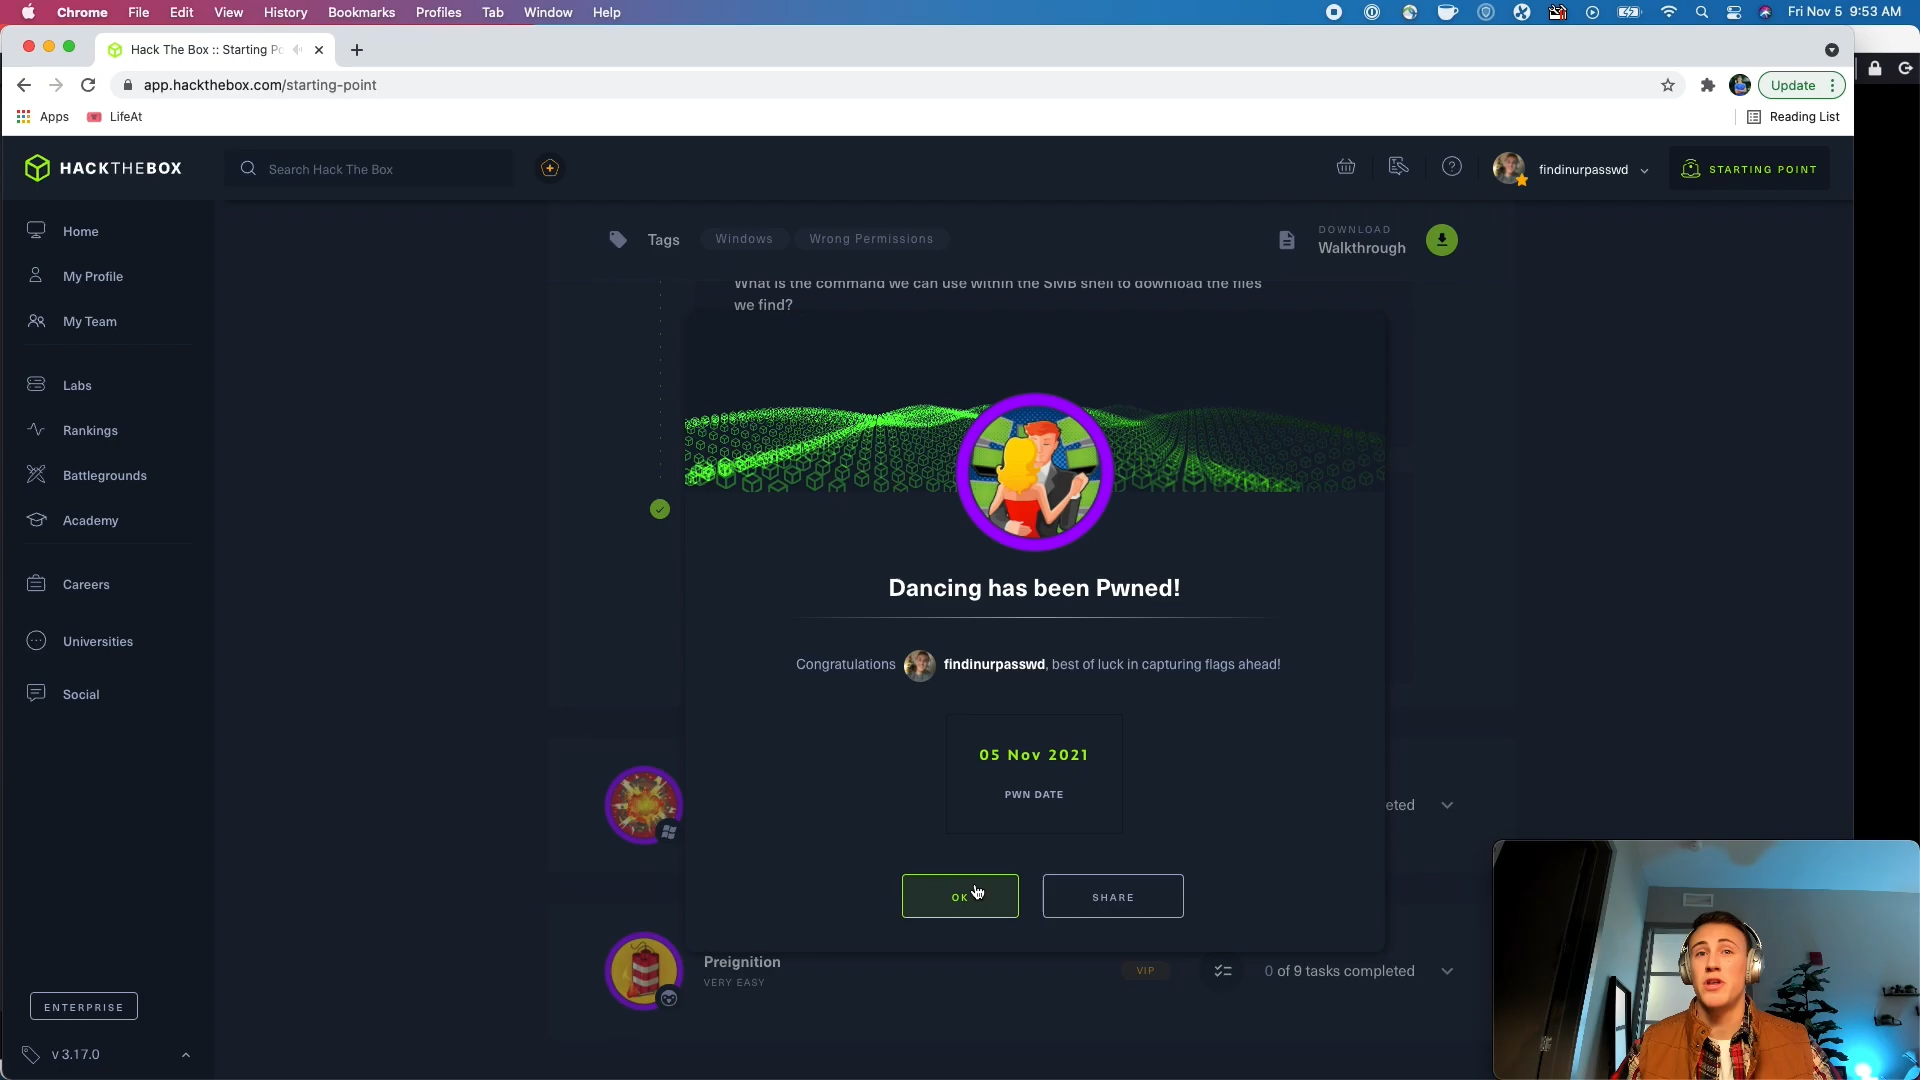 Chrome File Edit View History Bookmarks Profiles Tab Window Help
Fri Nov 5 9:53 AM
Hack The Box :: Starting Po
app.hackthebox.com/starting-point
Update
Apps LifeAt
Reading List
HACKTHEBOX
Search Hack The Box
findinurpasswd
STARTING POINT
Home
My Profile
My Team
Labs
Rankings
Battlegrounds
Academy
Careers
Universities
Social
ENTERPRISE
v 3.17.0
Tags Windows Wrong Permissions
DOWNLOAD
Walkthrough
What is the command we can use within the SMB shell to download the files
we find?
Dancing has been Pwned!
Congratulations findinurpasswd, best of luck in capturing flags ahead!
05 Nov 2021
PWN DATE
OK
SHARE
eted
Preignition
VERY EASY
VIP
0 of 9 tasks completed